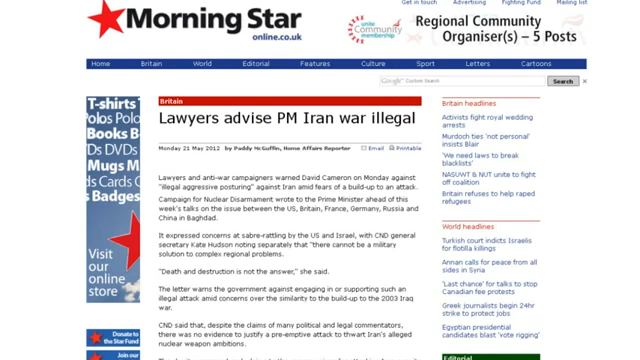 Get in touch Advertising Fighting Fund Mailing list
Morning Star
online.co.uk
unite
Community
membership
Regional Community
Organiser(s) – 5 Posts
Home Britain World Editorial Features Culture Sport Letters Cartoons
Google Custom Search Search
T-shirts
Polos Polos
Books B
Mugs M
Cards
Visit
our
online
store
Donate to
the Star Fund
Join our
Britain
Lawyers advise PM Iran war illegal
Monday 21 May 2012 by Paddy McGuffin, Home Affairs Reporter Email Printable
Lawyers and anti-war campaigners warned David Cameron on Monday against
"illegal aggressive posturing" against Iran amid fears of a build-up to an attack.
Campaign for Nuclear Disarmament wrote to the Prime Minister ahead of this
week's talks on the issue between the US, Britain, France, Germany, Russia and
China in Baghdad.
It expressed concerns at sabre-rattling by the US and Israel, with CND general
secretary Kate Hudson noting separately that "there cannot be a military
solution to complex regional problems.
"Death and destruction is not the answer," she said.
The letter warns the government against engaging in or supporting such an
illegal attack amid concerns over the similarity to the build-up to the 2003 Iraq
war.
CND said that, despite the claims of many political and legal commentators,
there was no evidence to justify a pre-emptive attack to thwart Iran's alleged
nuclear weapon ambitions.
Britain headlines
Activists fight royal wedding
arrests
Murdoch ties 'not personal'
insists Blair
'We need laws to break
blacklists'
NASUWT & NUT unite to fight
off coalition
Britain refuses to help raped
refugees
World headlines
Turkish court indicts Israelis
for flotilla killings
Annan calls for peace from all
sides in Syria
'Last chance' for talks to stop
Canadian fee protests
Greek journalists begin 24hr
strike to protect jobs
Egyptian presidential
candidates blast 'vote rigging'
Editorial